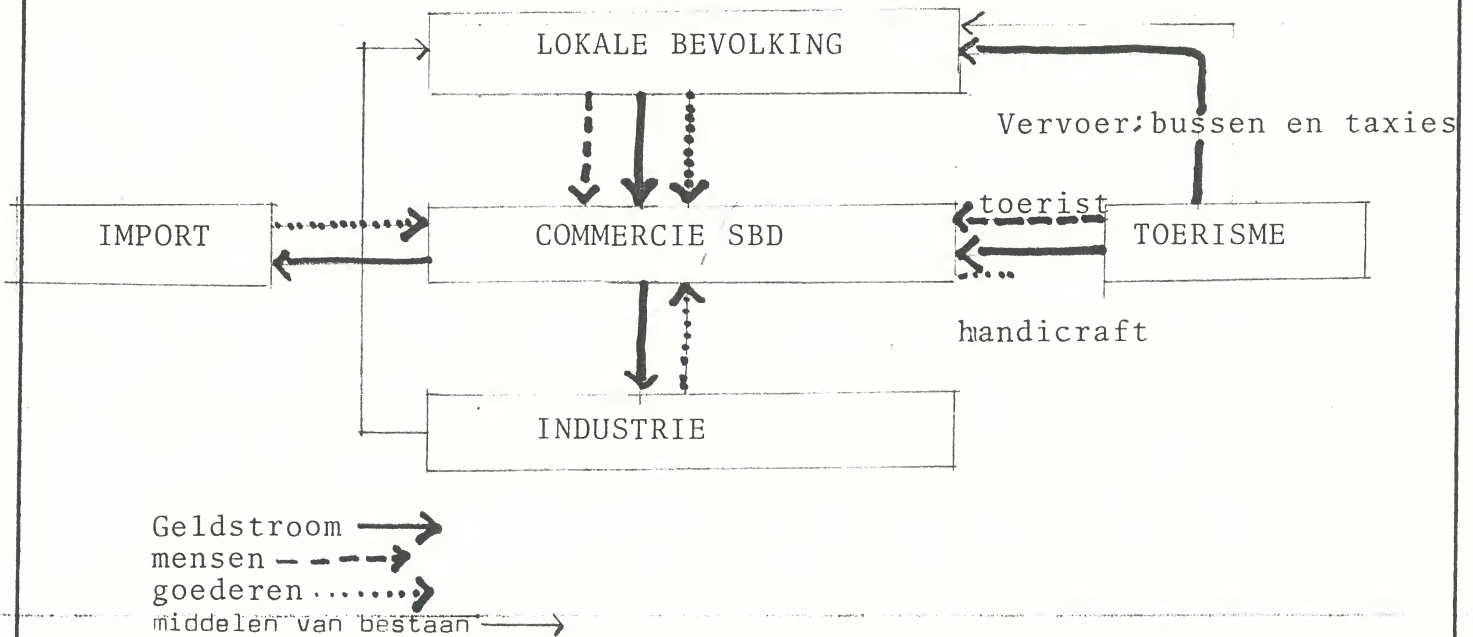 LOKALE BEVOLKING
Vervoer; bussen en taxies
toerist
IMPORT
COMMERCIE SBD
TOERISME
handicraft
INDUSTRIE
Geldstroom
mensen
goederen
middelen van bestaan